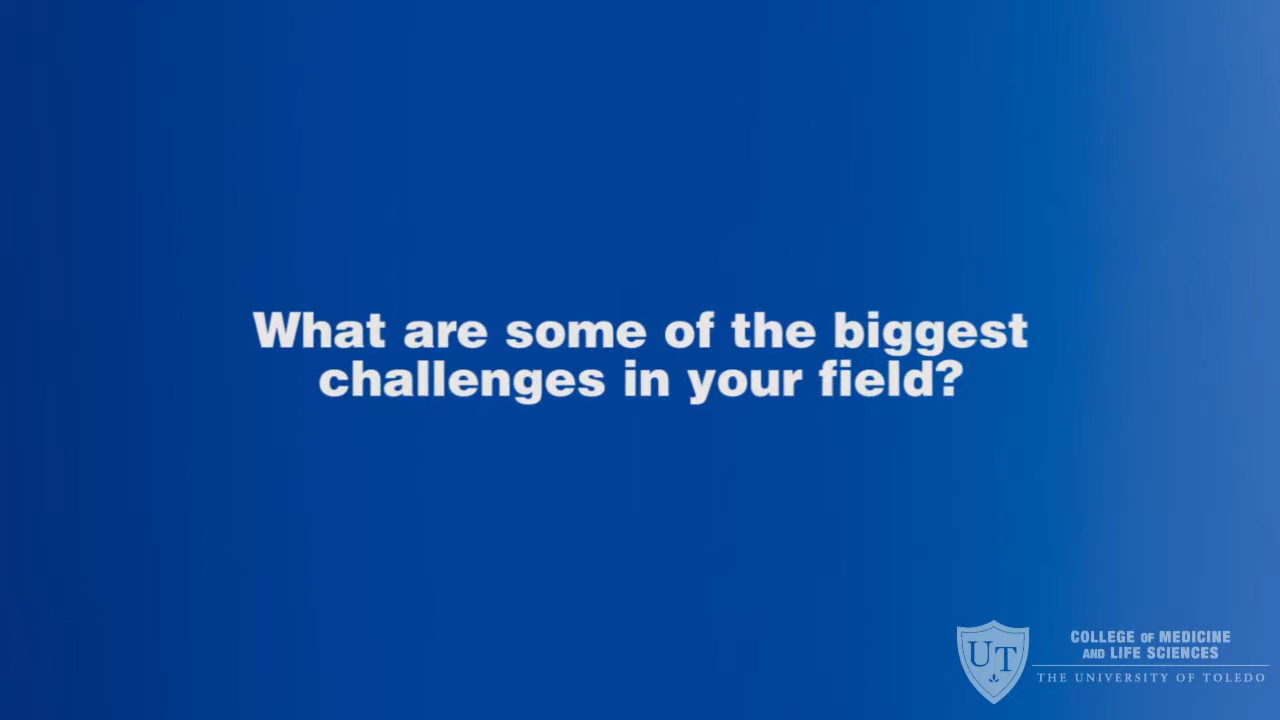 What are some of the biggest
challenges in your field?
UT
COLLEGE OF MEDICINE
AND LIFE SCIENCES
THE UNIVERSITY OF TOLEDO